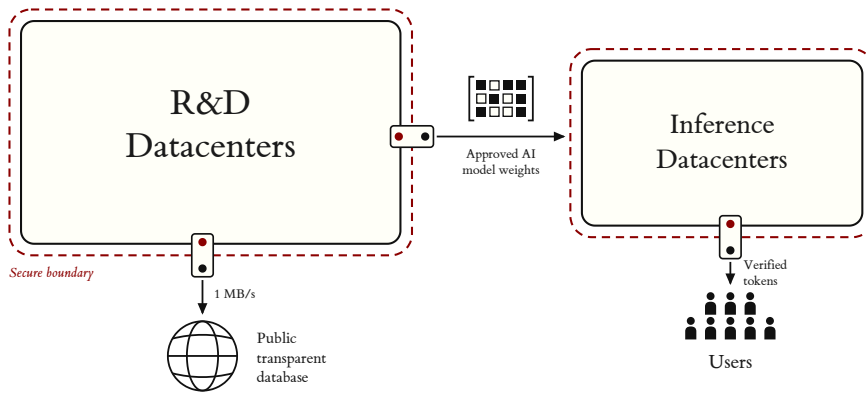 R&D
Datacenters
Approved AI
model weights
Inference
Datacenters
Secure boundary
1 MB/s
Public
transparent
database
Verified
tokens
Users